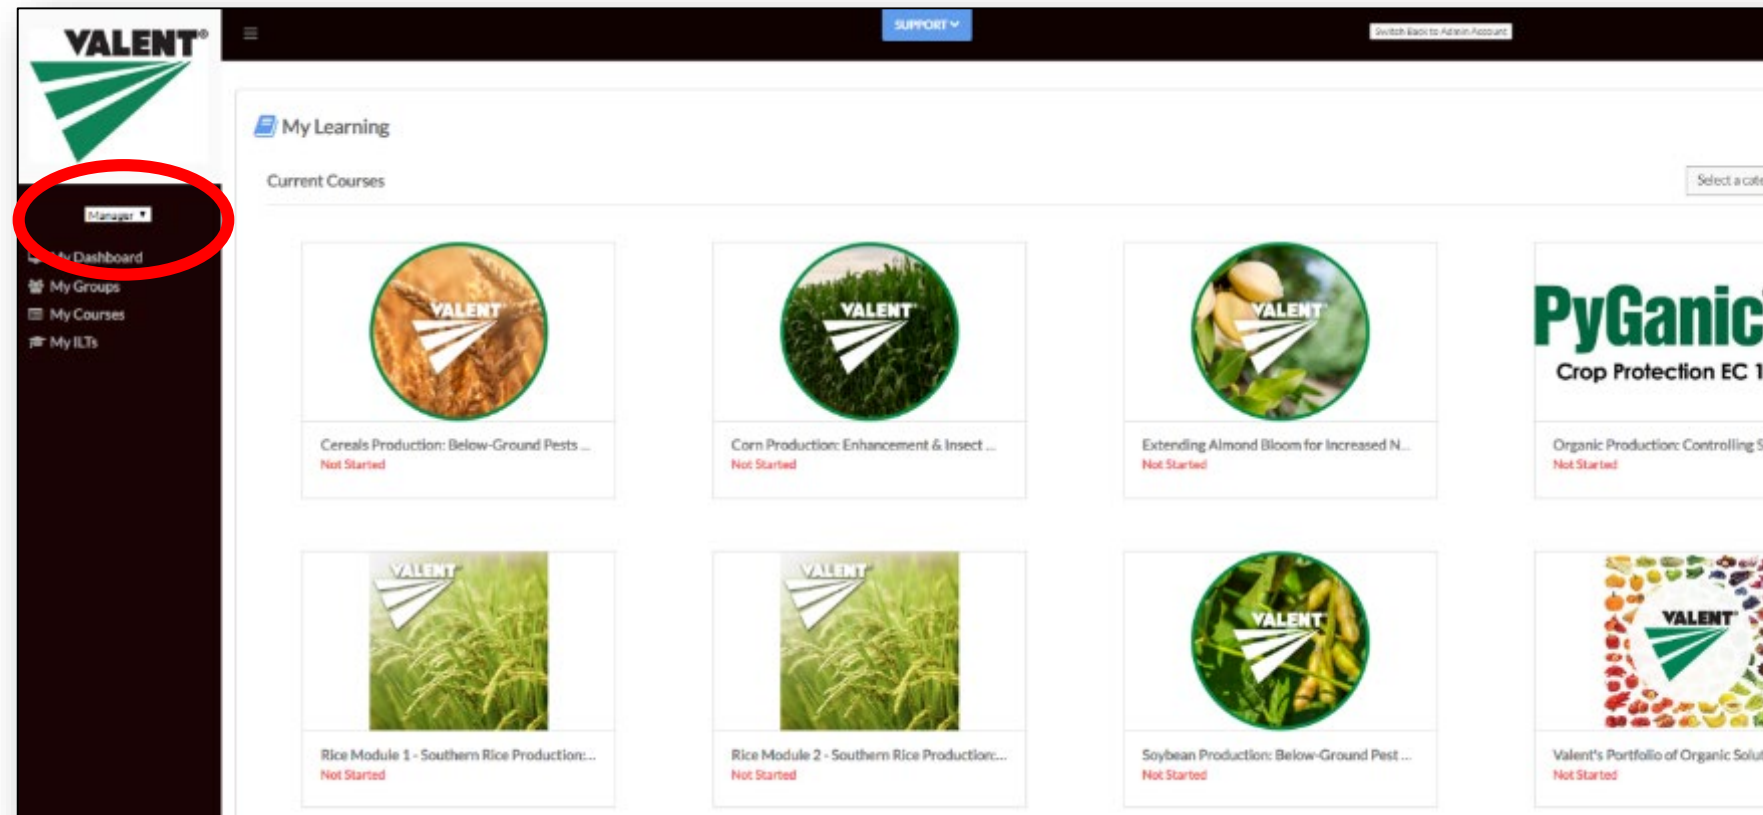 VALENT®
SUPPORT
Switch Back to Admin Account
Manager
My Dashboard
My Groups
My Courses
My ILTs
My Learning
Current Courses
Select a cate
VALENT
VALENT
VALENT
PyGanic
Crop Protection EC 1
Cereals Production: Below-Ground Pests ...
Not Started
Corn Production: Enhancement & Insect ...
Not Started
Extending Almond Bloom for Increased N...
Not Started
Organic Production: Controlling S
Not Started
VALENT
VALENT
VALENT
VALENT
Rice Module 1 - Southern Rice Production:...
Not Started
Rice Module 2 - Southern Rice Production:...
Not Started
Soybean Production: Below-Ground Pest ...
Not Started
Valent's Portfolio of Organic Solut
Not Started